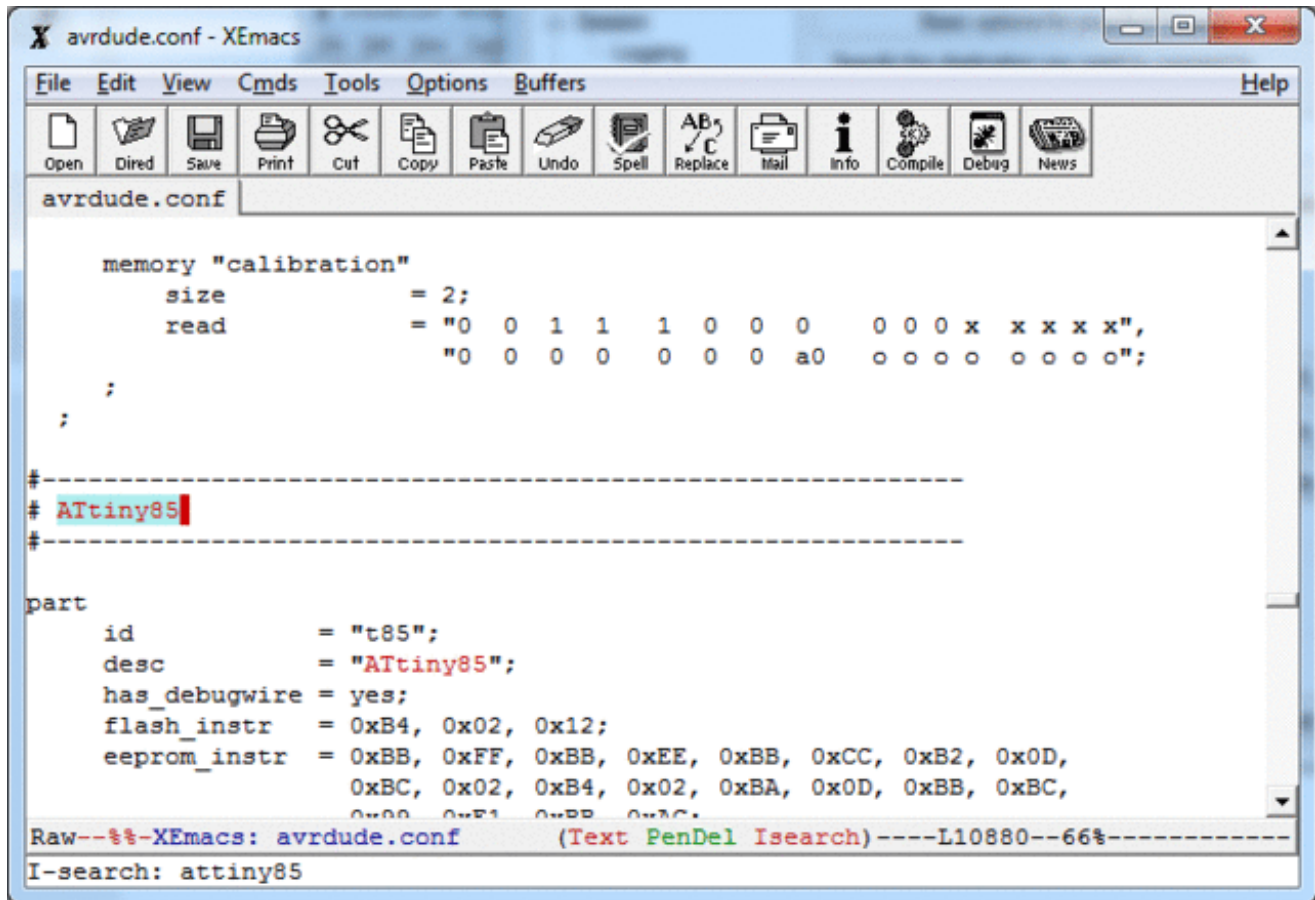 avrdude.conf - XEmacs
File Edit View Cmds Tools Options Buffers Help
Open Dired Save Print Cut Copy Paste Undo Spell Replace Mail Info Compile Debug News
avrdude.conf
memory "calibration"
size = 2;
read = "0 0 1 1 1 0 0 0 0 0 0 x x x x x",
"0 0 0 0 0 0 0 a0 o o o o o o o o";
;
;
#------------------------------------------------------------
# ATtiny85
#------------------------------------------------------------
part
id = "t85";
desc = "ATtiny85";
has_debugwire = yes;
flash_instr = 0xB4, 0x02, 0x12;
eeprom_instr = 0xBB, 0xFF, 0xBB, 0xEE, 0xBB, 0xCC, 0xB2, 0x0D,
0xBC, 0x02, 0xB4, 0x02, 0xBA, 0x0D, 0xBB, 0xBC,
0x99, 0xE1, 0xBB, 0xAC;
Raw--%%-XEmacs: avrdude.conf (Text PenDel Isearch)----L10880--66%------------
I-search: attiny85